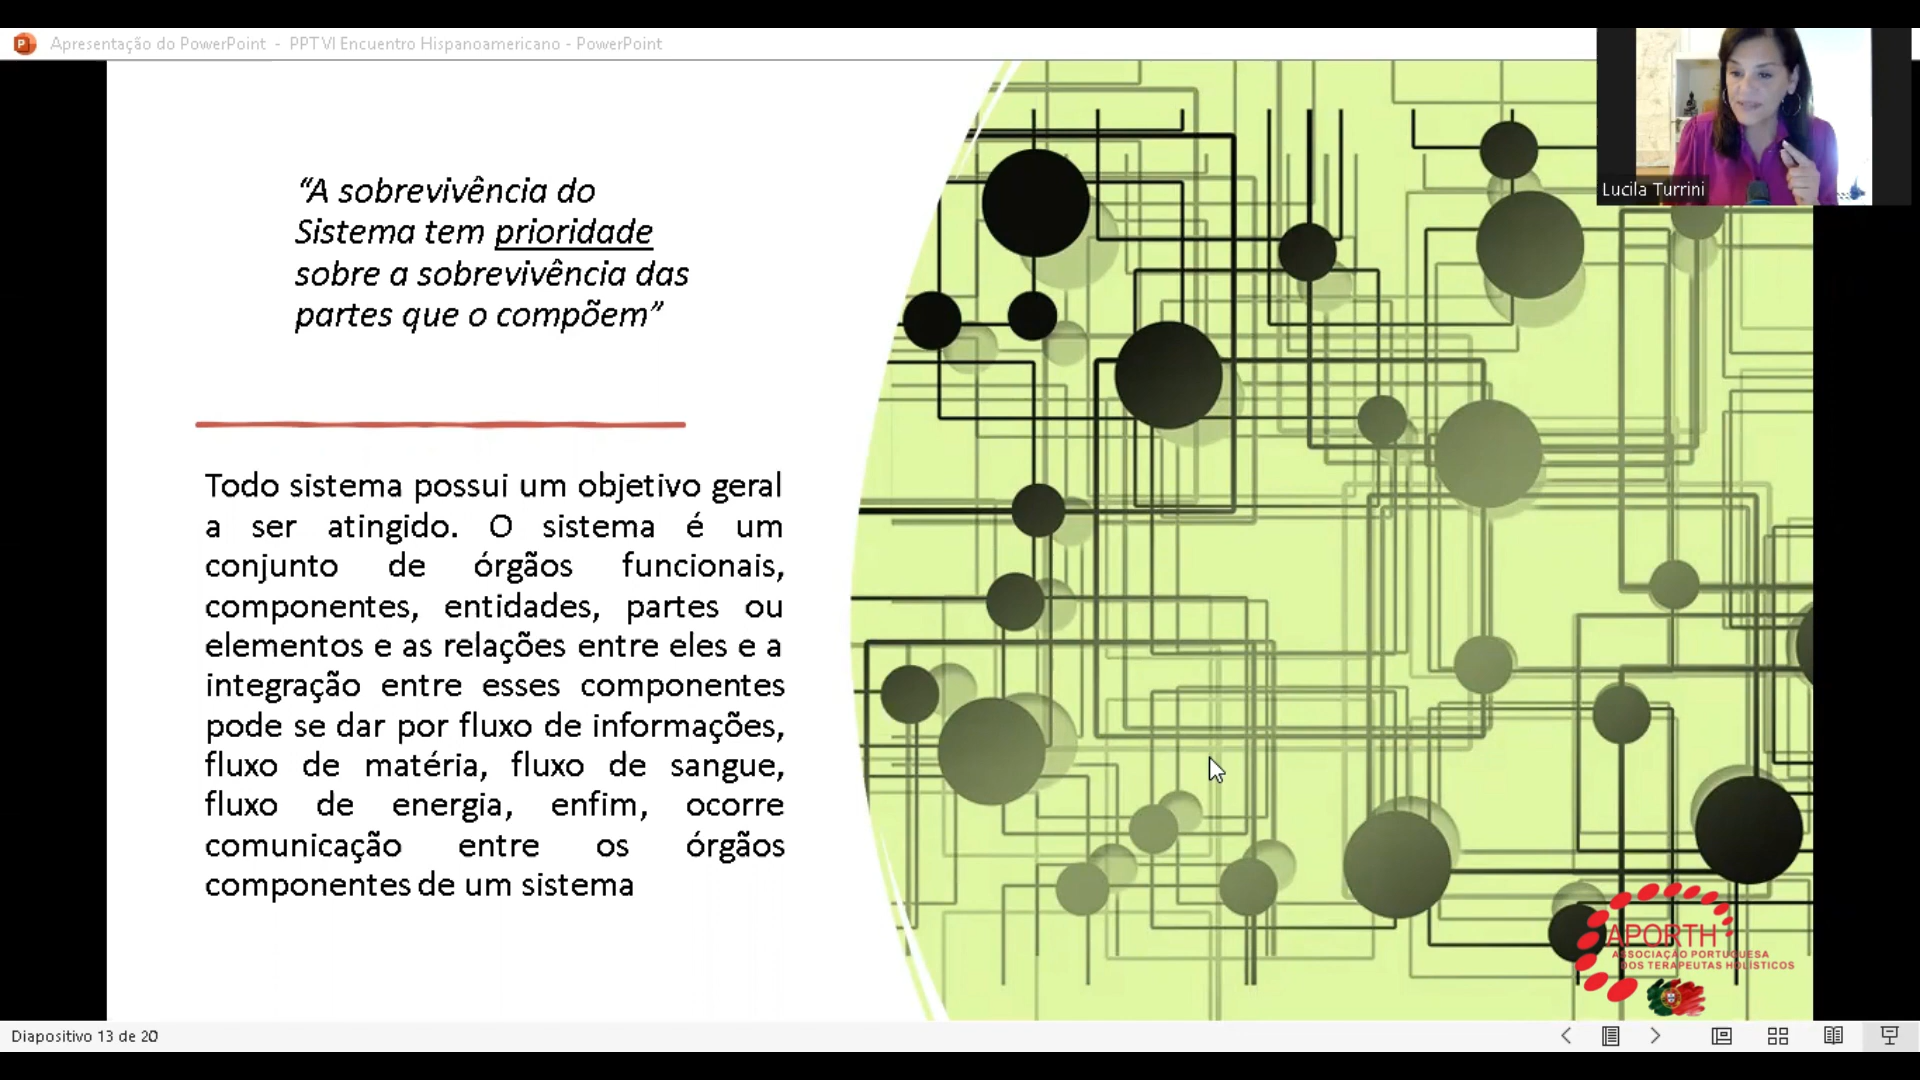 Apresentação do PowerPoint - PPT VI Encuentro Hispanoamericano - PowerPoint
Lucila Turrini
“A sobrevivência do
Sistema tem prioridade
sobre a sobrevivência das
partes que o compõem”
Todo sistema possui um objetivo geral
a ser atingido. O sistema é um
conjunto de órgãos funcionais,
componentes, entidades, partes ou
elementos e as relações entre eles e a
integração entre esses componentes
pode se dar por fluxo de informações,
fluxo de matéria, fluxo de sangue,
fluxo de energia, enfim, ocorre
comunicação entre os órgãos
componentes de um sistema
APORTH
ASSOCIAÇÃO PORTUGUESA
DOS TERAPEUTAS HOLÍSTICOS
Diapositivo 13 de 20